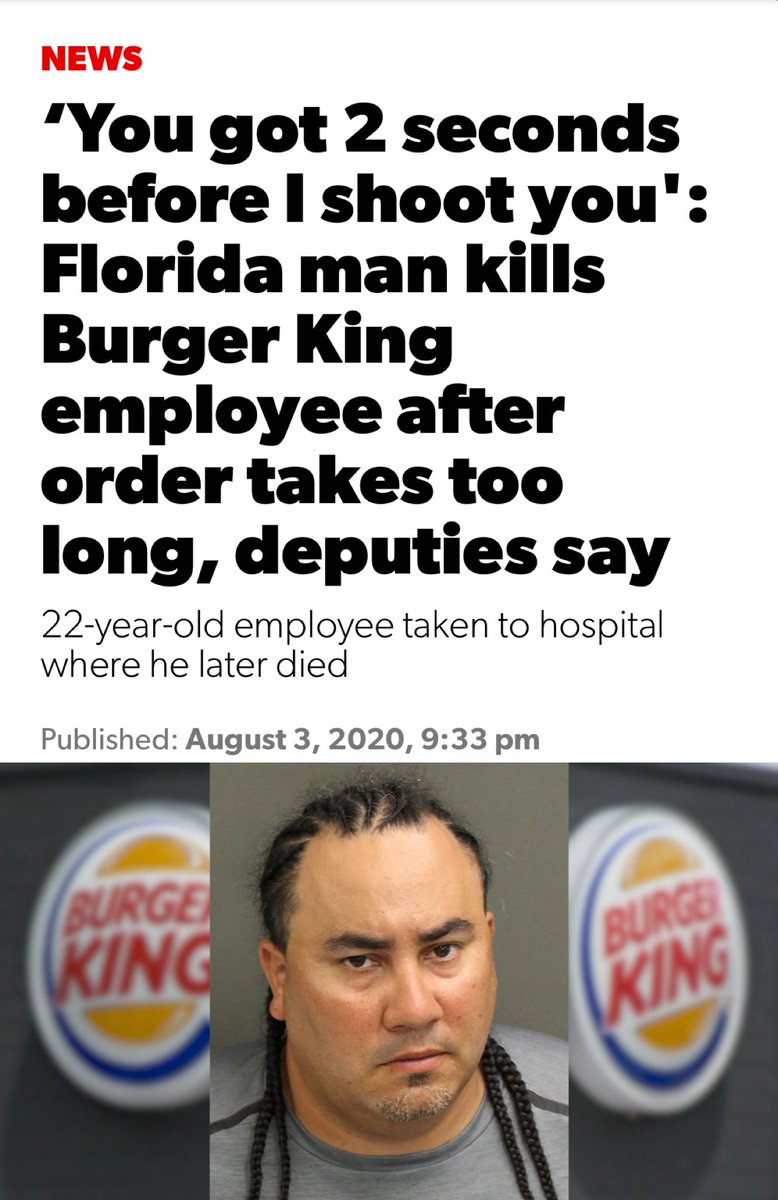 NEWS
‘You got 2 seconds
before I shoot you':
Florida man kills
Burger King
employee after
order takes too
long, deputies say
22-year-old employee taken to hospital
where he later died
Published: August 3, 2020, 9:33 pm
BURGER
KING
BURGER
KING